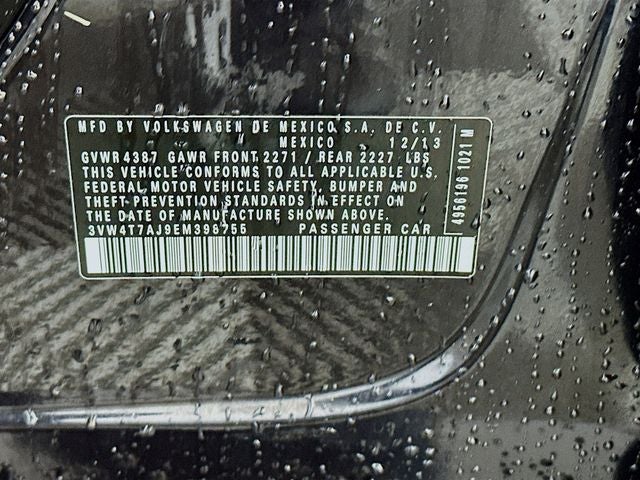 MFD BY VOLKSWAGEN DE MEXICO S.A. DE C.V.
MEXICO 12/13
GVWR 4387 GAWR FRONT 2271 / REAR 2227 LBS
THIS VEHICLE CONFORMS TO ALL APPLICABLE U.S.
FEDERAL MOTOR VEHICLE SAFETY, BUMPER AND
THEFT PREVENTION STANDARDS IN EFFECT ON
THE DATE OF MANUFACTURE SHOWN ABOVE.
3VW4T7AJ9EM398755 PASSENGER CAR
4956196 1021 M